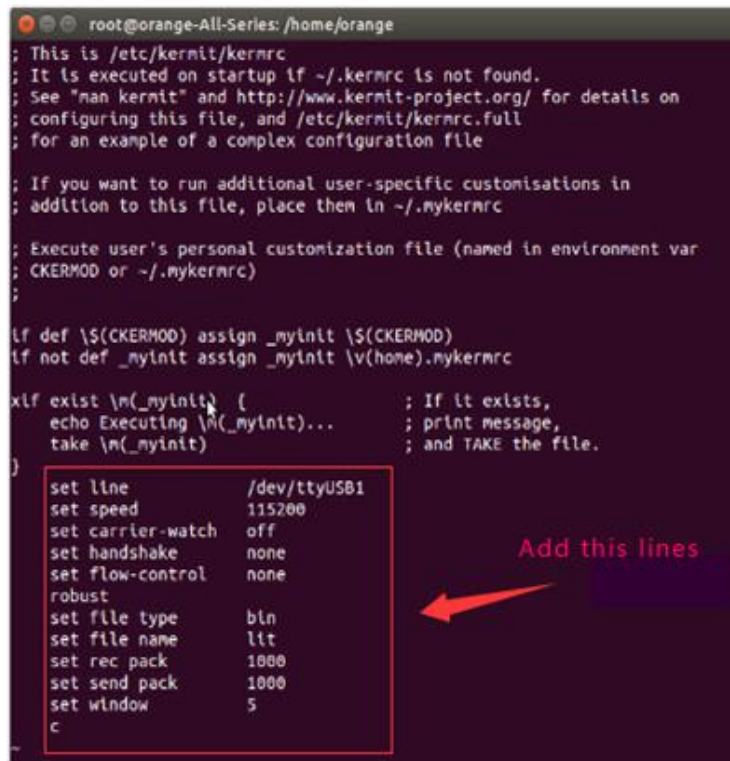 root@orange-All-Series: /home/orange
; This is /etc/kermit/kermrc
; It is executed on startup if ~/.kermrc is not found.
; See "man kermit" and http://www.kermit-project.org/ for details on
; configuring this file, and /etc/kermit/kermrc.full
; for an example of a complex configuration file
; If you want to run additional user-specific customisations in
; addition to this file, place them in ~/.mykermrc
; Execute user's personal customization file (named in environment var
; CKERMOD or ~/.mykermrc)
;
if def \$(CKERMOD) assign _myinit \$(CKERMOD)
if not def _myinit assign _myinit \v(home).mykermrc
xif exist \m(_myinit) { ; If it exists,
echo Executing \m(_myinit)... ; print message,
take \m(_myinit) ; and TAKE the file.
}
set line /dev/ttyUSB1
set speed 115200
set carrier-watch off
set handshake none
set flow-control none
robust
set file type bin
set file name lit
set rec pack 1000
set send pack 1000
set window 5
c
~
Add this lines